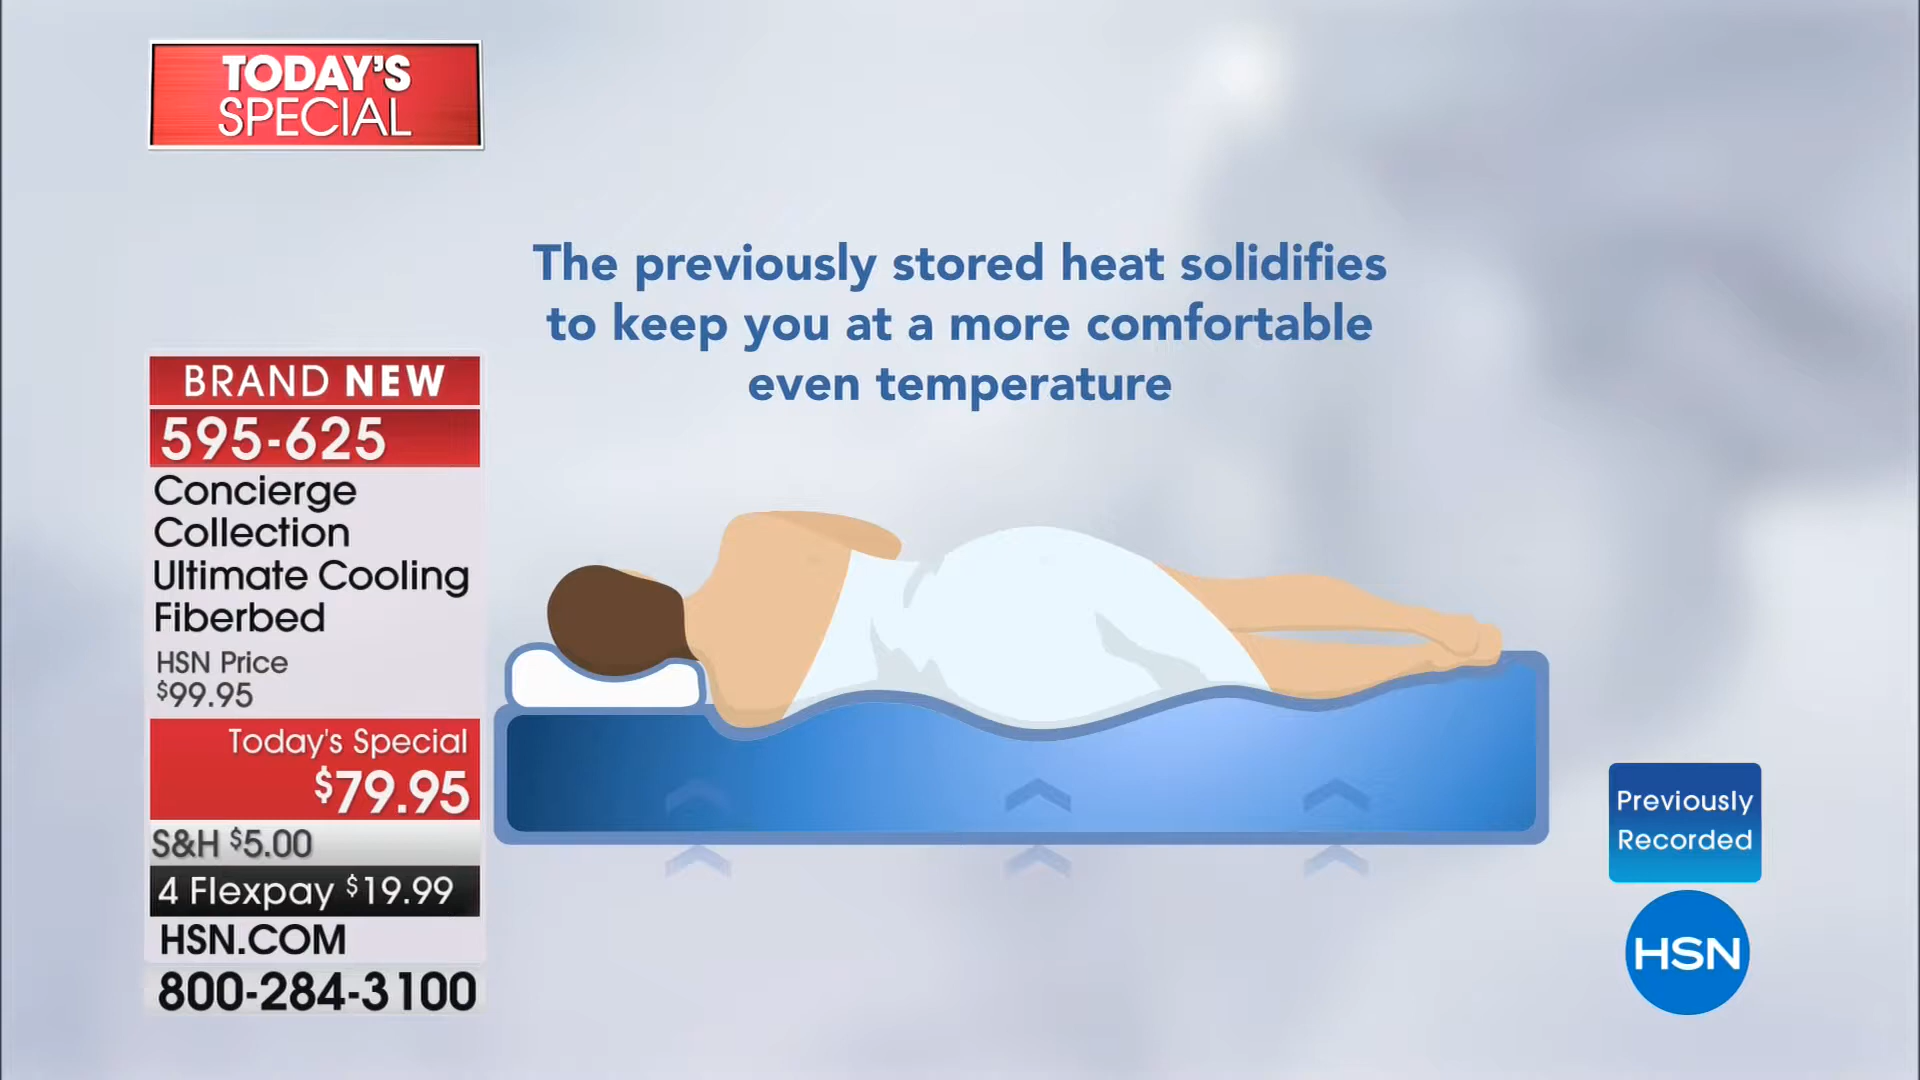 TODAY'S
SPECIAL
The previously stored heat solidifies
to keep you at a more comfortable
even temperature
BRAND NEW
595-625
Concierge
Collection
Ultimate Cooling
Fiberbed
HSN Price
$99.95
Today's Special
$79.95
S&H $5.00
4 Flexpay $19.99
HSN.COM
800-284-3100
Previously
Recorded
HSN